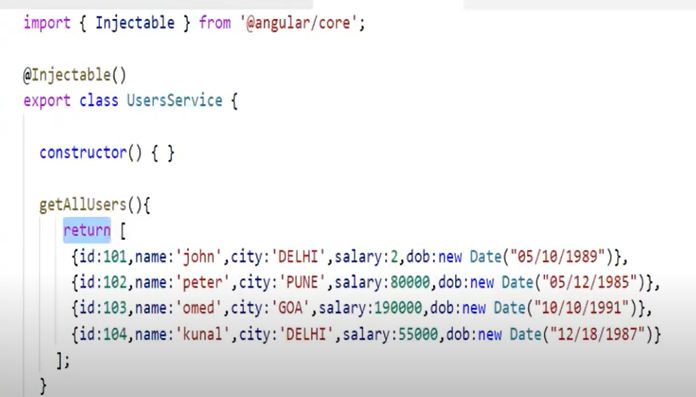 import { Injectable } from '@angular/core';
@Injectable()
export class UsersService {
constructor() { }
getAllUsers(){
return [
{id:101,name:'john',city:'DELHI',salary:2,dob:new Date("05/10/1989")},
{id:102,name:'peter',city:'PUNE',salary:80000,dob:new Date("05/12/1985")},
{id:103,name:'omed',city:'GOA',salary:190000,dob:new Date("10/10/1991")},
{id:104,name:'kunal',city:'DELHI',salary:55000,dob:new Date("12/18/1987")}
];
}